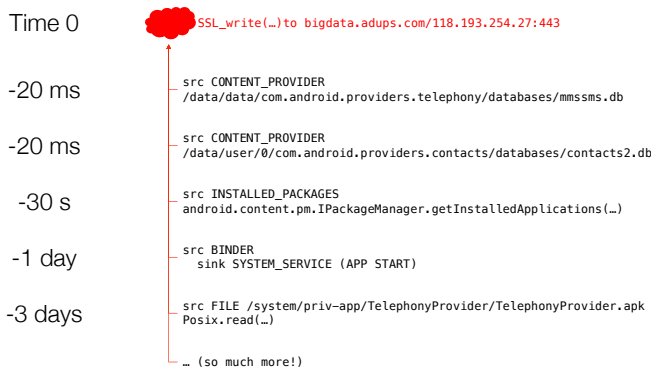 Time 0
SSL_write(…)to bigdata.adups.com/118.193.254.27:443
-20 ms
src CONTENT_PROVIDER
/data/data/com.android.providers.telephony/databases/mmssms.db
-20 ms
src CONTENT_PROVIDER
/data/user/0/com.android.providers.contacts/databases/contacts2.db
-30 s
src INSTALLED_PACKAGES
android.content.pm.IPackageManager.getInstalledApplications(…)
-1 day
src BINDER
sink SYSTEM_SERVICE (APP START)
-3 days
src FILE /system/priv-app/TelephonyProvider/TelephonyProvider.apk
Posix.read(…)
… (so much more!)